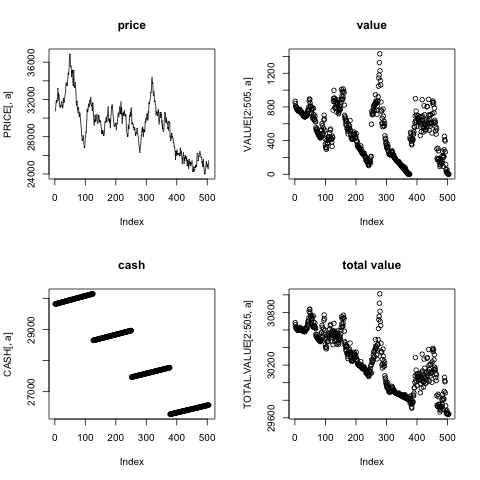 price
PRICE[, a]
24000 28000 32000 36000
0 100 200 300 400 500
Index
value
VALUE[2:505, a]
0 400 800 1200
0 100 200 300 400 500
Index
cash
CASH[, a]
27000 29000
0 100 200 300 400 500
Index
total value
TOTAL.VALUE[2:505, a]
29600 30200 30800
0 100 200 300 400 500
Index